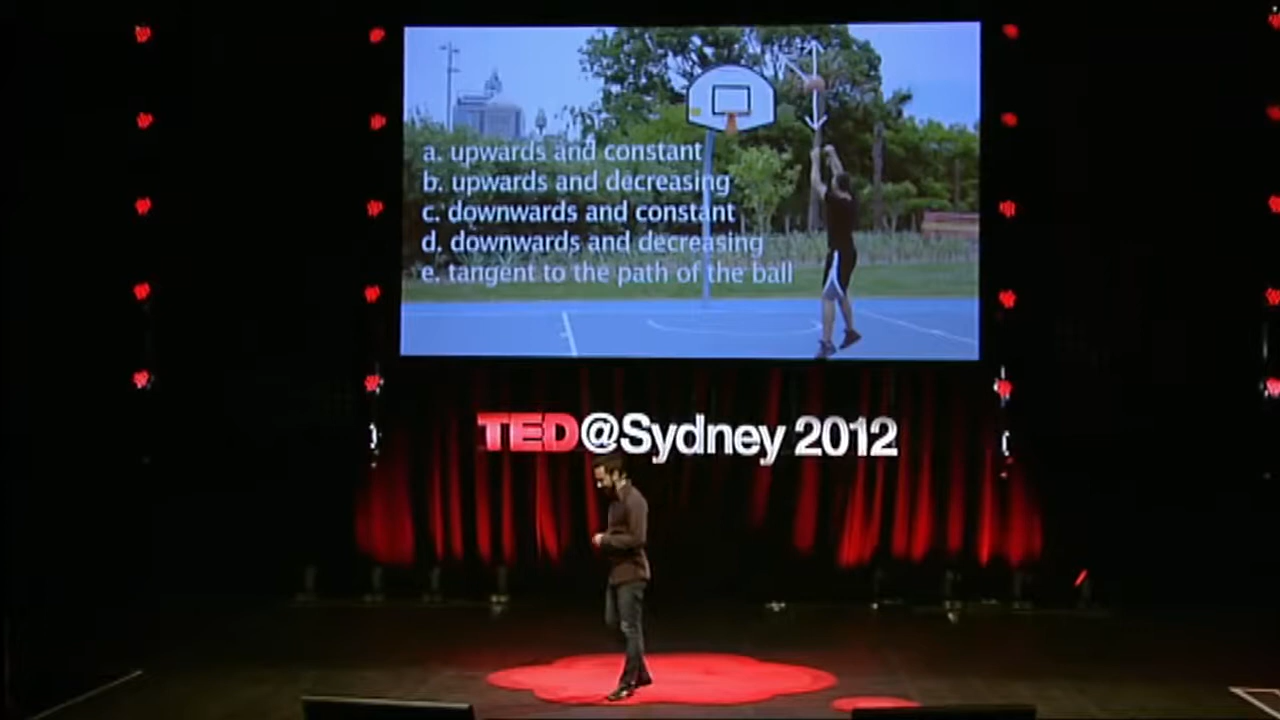 a. upwards and constant
b. upwards and decreasing
c. downwards and constant
d. downwards and decreasing
e. tangent to the path of the ball
TED@Sydney 2012